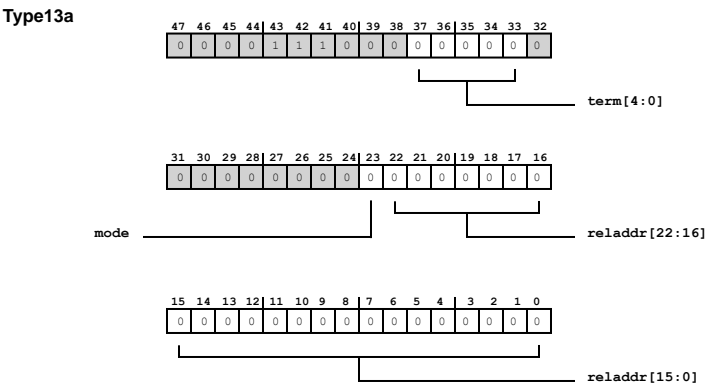 Type13a
47 46 45 44 43 42 41 40 39 38 37 36 35 34 33 32
0 0 0 0 1 1 1 0 0 0 0 0 0 0 0 0
term[4:0]
31 30 29 28 27 26 25 24 23 22 21 20 19 18 17 16
0 0 0 0 0 0 0 0 0 0 0 0 0 0 0 0
mode
reladdr[22:16]
15 14 13 12 11 10 9 8 7 6 5 4 3 2 1 0
0 0 0 0 0 0 0 0 0 0 0 0 0 0 0 0
reladdr[15:0]